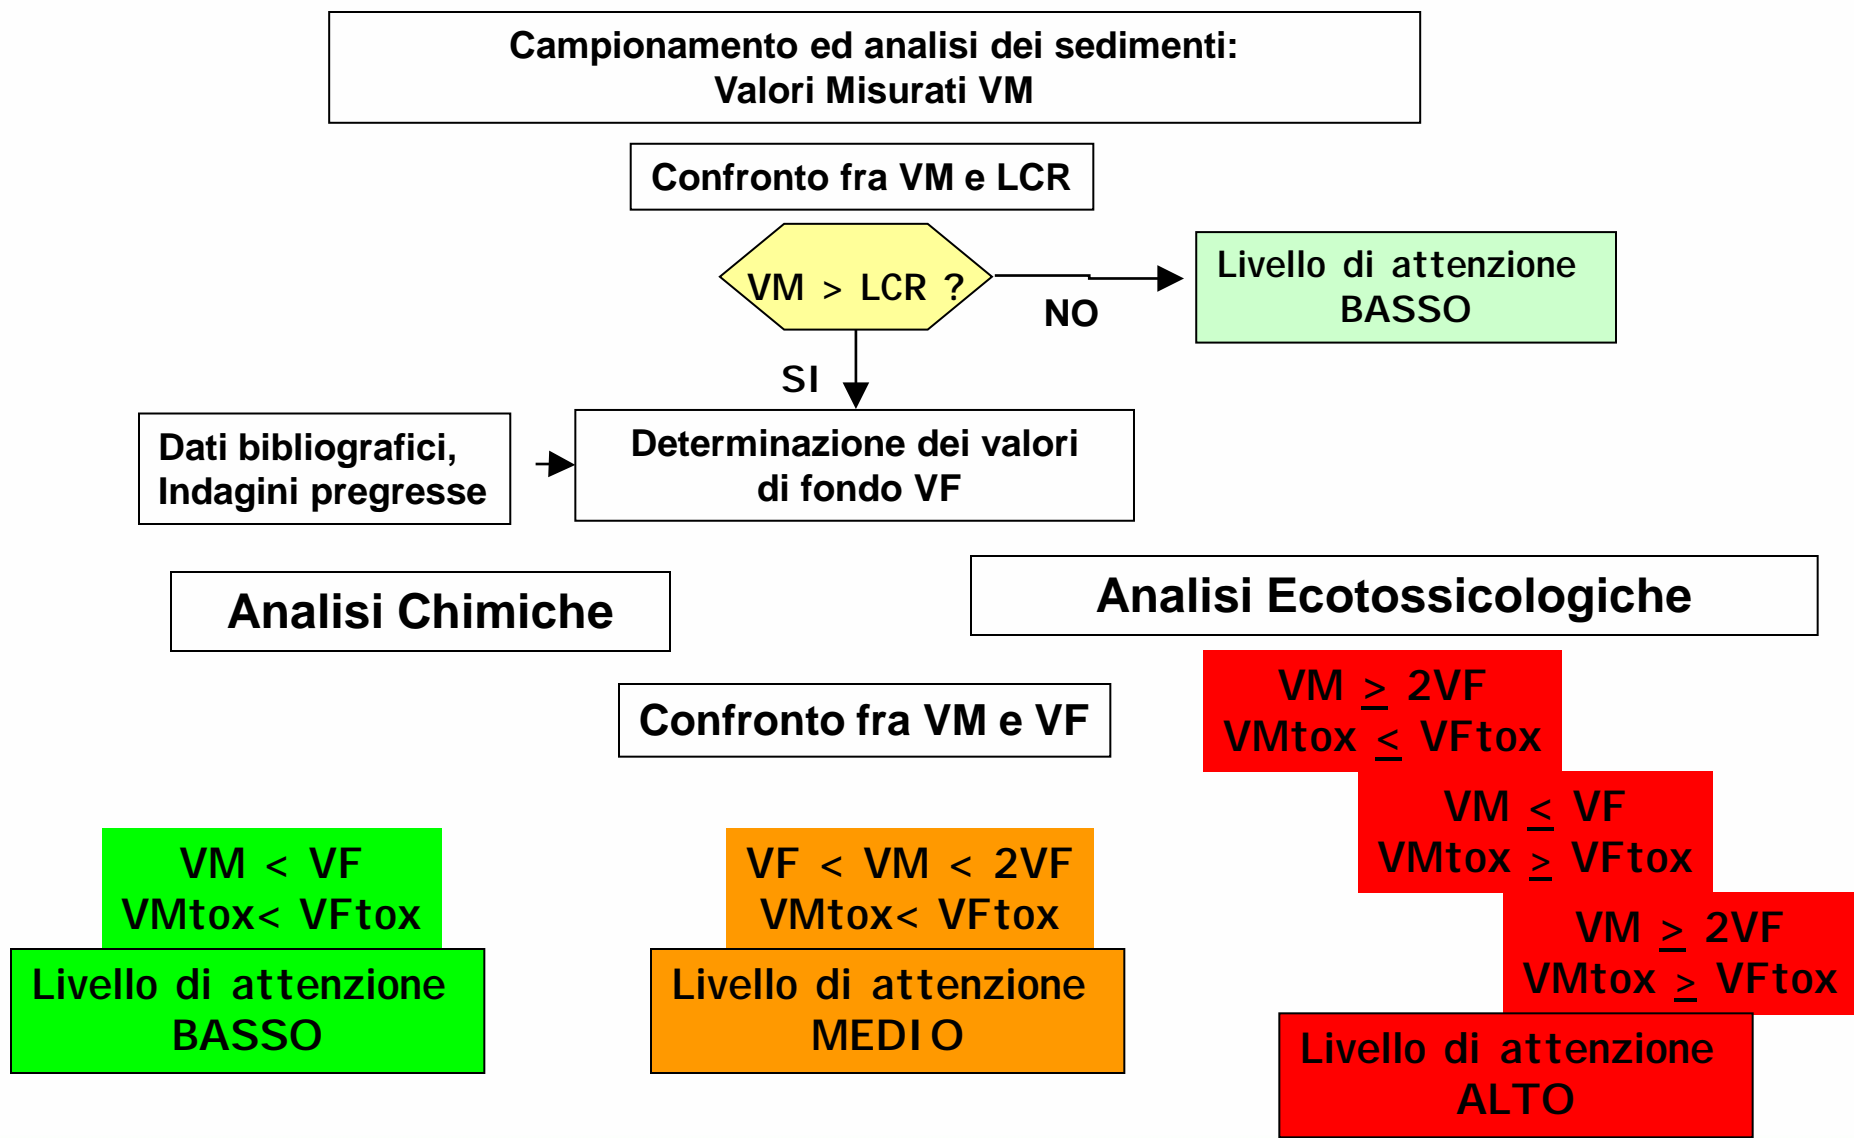 Campionamento ed analisi dei sedimenti:
Valori Misurati VM
Confronto fra VM e LCR
VM > LCR ?
NO
Livello di attenzione
BASSO
SI
Dati bibliografici,
Indagini pregresse
Determinazione dei valori
di fondo VF
Analisi Chimiche
Analisi Ecotossicologiche
Confronto fra VM e VF
VM ≥ 2VF
VMtox ≤ VFtox
VM ≤ VF
VMtox ≥ VFtox
VM ≥ 2VF
VMtox ≥ VFtox
VM < VF
VMtox< VFtox
Livello di attenzione
BASSO
VF < VM < 2VF
VMtox< VFtox
Livello di attenzione
MEDIO
Livello di attenzione
ALTO